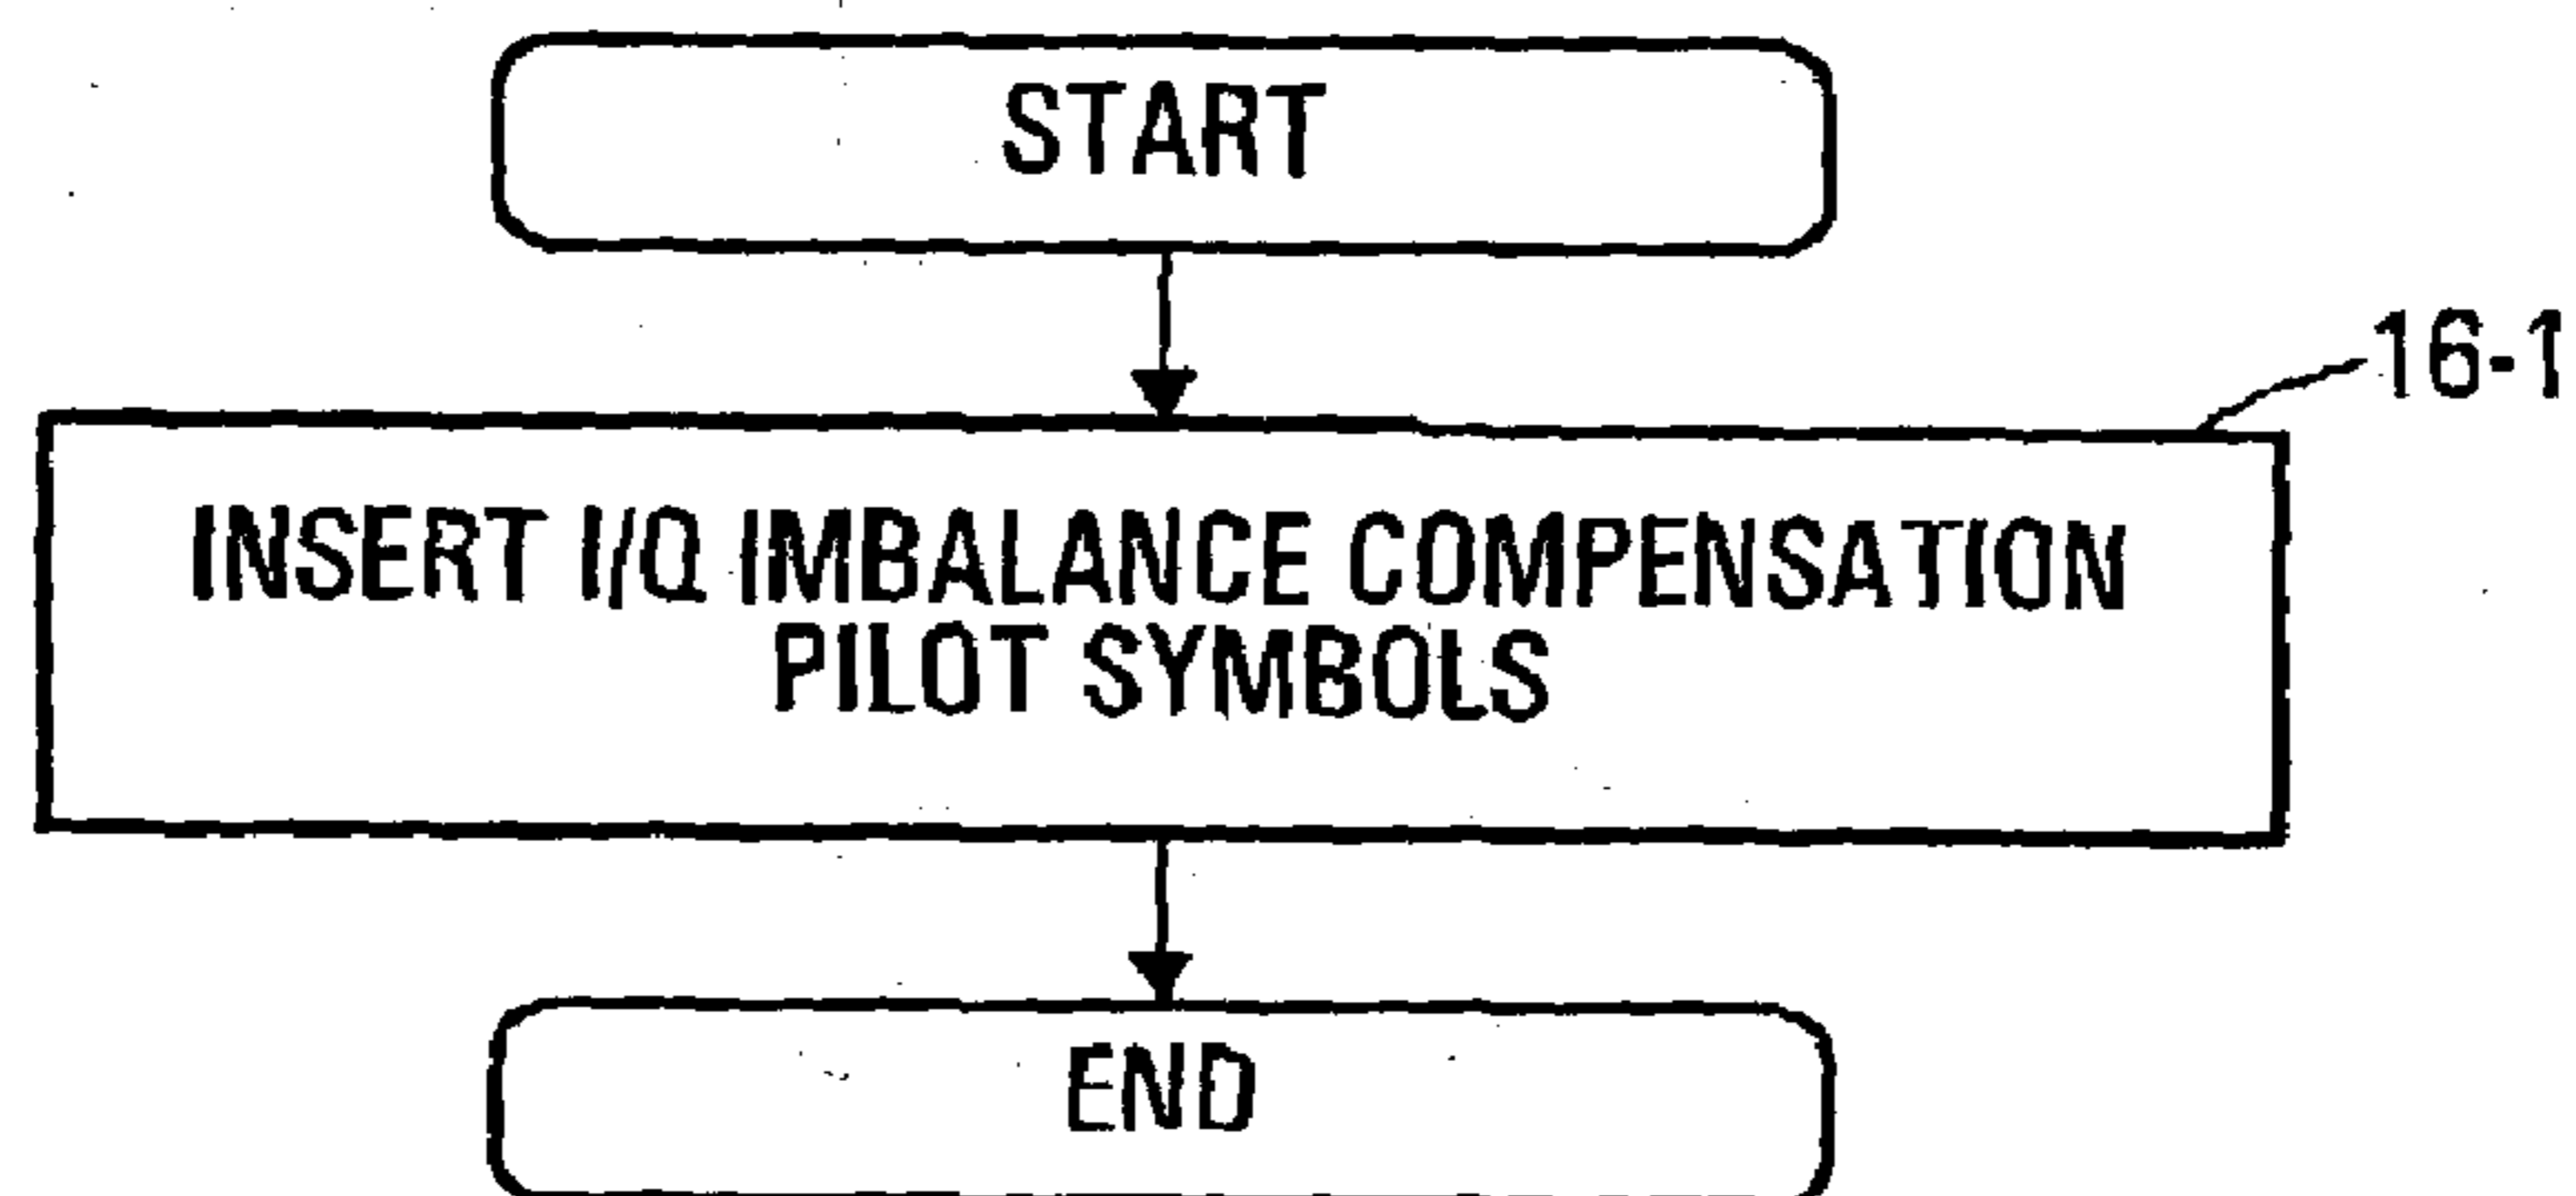 START
16-1
INSERT I/Q IMBALANCE COMPENSATION
PILOT SYMBOLS
END